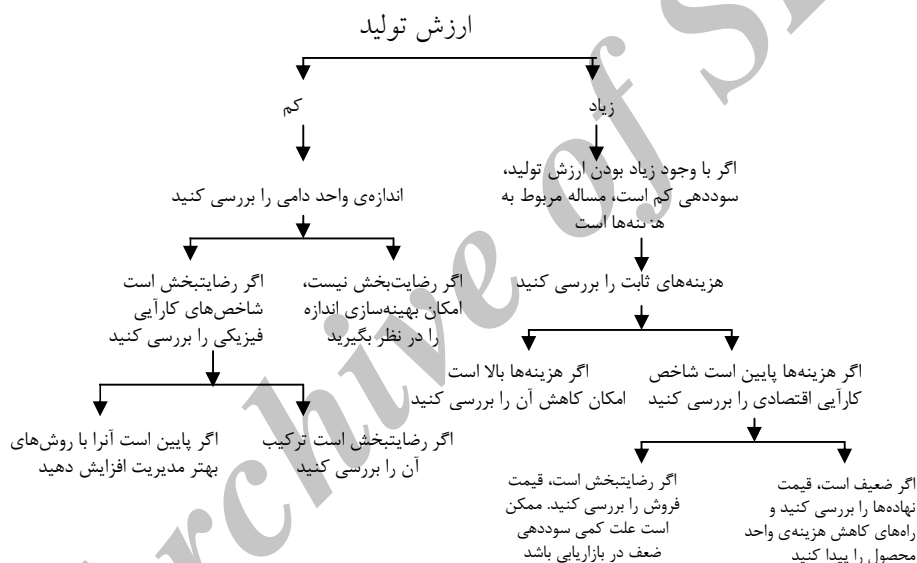 ارزش تولید
زیاد
کم
اگر با وجود زیاد بودن ارزش تولید،
سوددهی کم است، مساله مربوط به
هزینه‌ها است
اندازه‌ی واحد دامی را بررسی کنید
هزینه‌های ثابت را بررسی کنید
اگر رضایت‌بخش نیست،
امکان بهینه‌سازی اندازه
را در نظر بگیرید
اگر رضایتبخش است
شاخص‌های کارآیی
فیزیکی را بررسی کنید
اگر هزینه‌ها پایین است شاخص
کارآیی اقتصادی را بررسی کنید
اگر هزینه‌ها بالا است
امکان کاهش آن را بررسی کنید
اگر رضایتبخش است ترکیب
آن را بررسی کنید
اگر پایین است آنرا با روش‌های
بهتر مدیریت افزایش دهید
اگر ضعیف است، قیمت
نهاده‌ها را بررسی کنید و
راه‌های کاهش هزینه‌ی واحد
محصول را پیدا کنید
اگر رضایتبخش است، قیمت
فروش را بررسی کنید. ممکن
است علت کمی سوددهی
ضعف در بازاریابی باشد
Archive of S